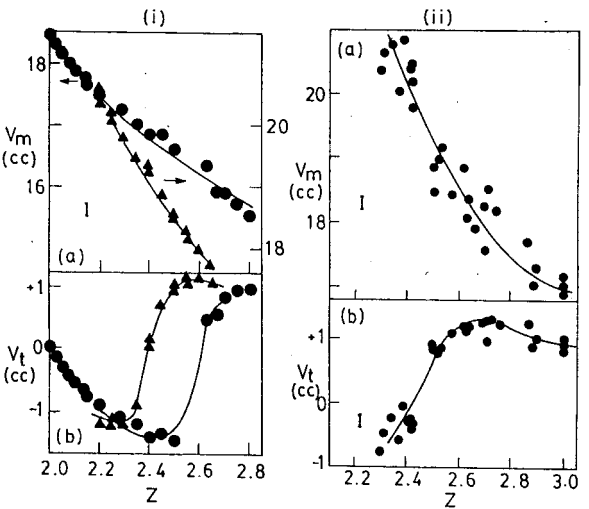 (i)
(ii)
18
16
Vm
(cc)
20
18
I
(a)
+1
0
-1
Vt
(cc)
(b)
2.0 2.2 2.4 2.6 2.8
Z
(a)
20
18
Vm
(cc)
I
(b)
+1
0
-1
Vt
(cc)
I
2.2 2.4 2.6 2.8 3.0
Z